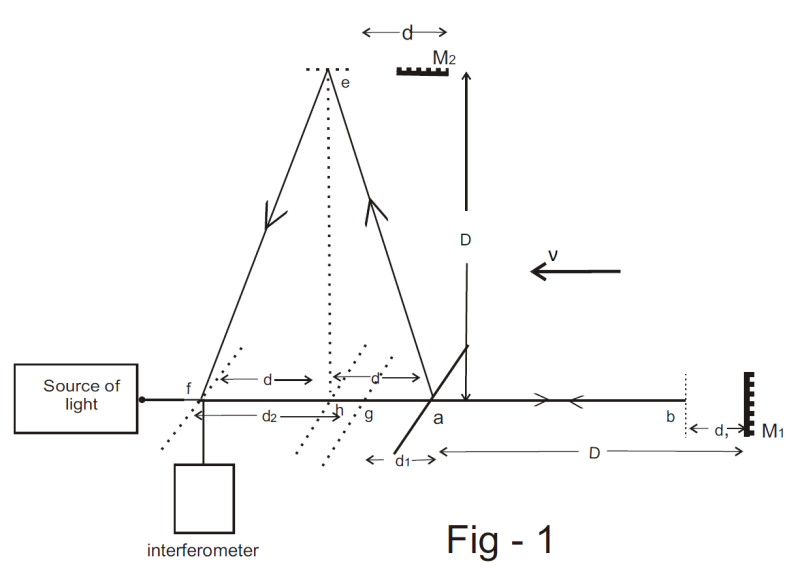 d
M2
e
D
v
Source of
light
f
d
d
d2
h
g
a
b
d,
M1
d1
D
interferometer
Fig - 1